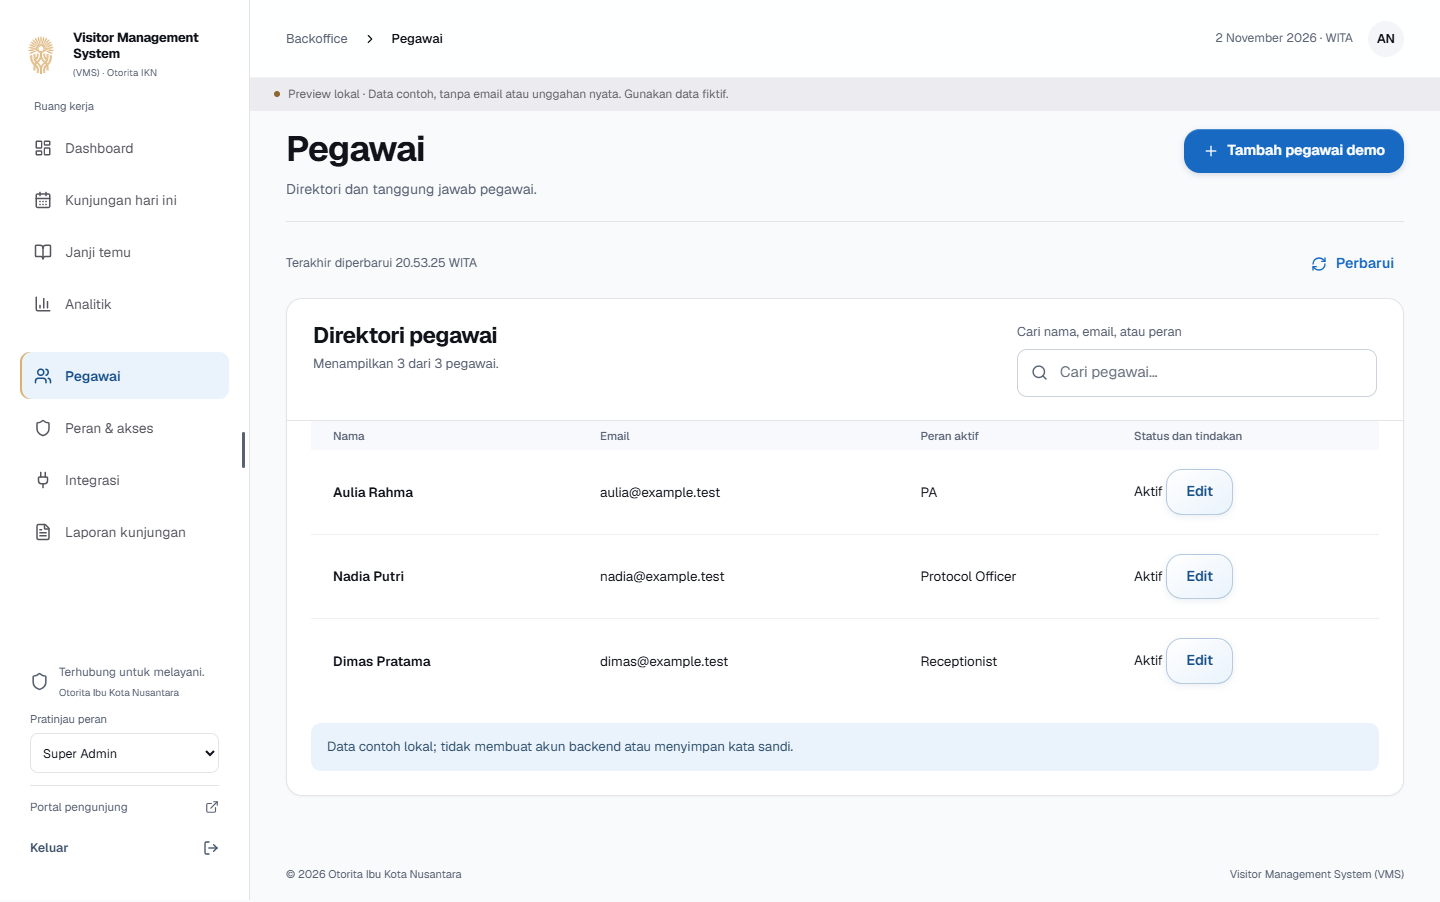 Visitor Management
System
(VMS) · Otorita IKN
Ruang kerja
Dashboard
Kunjungan hari ini
Janji temu
Analitik
Pegawai
Peran & akses
Integrasi
Laporan kunjungan
Terhubung untuk melayani.
Otorita Ibu Kota Nusantara
Pratinjau peran
Super Admin
Portal pengunjung
Keluar
Backoffice Pegawai
2 November 2026 · WITA AN
Preview lokal · Data contoh, tanpa email atau unggahan nyata. Gunakan data fiktif.
Pegawai
Tambah pegawai demo
Direktori dan tanggung jawab pegawai.
Terakhir diperbarui 20.53.25 WITA
Perbarui
Direktori pegawai
Menampilkan 3 dari 3 pegawai.
Cari nama, email, atau peran
Cari pegawai...
Nama Email Peran aktif Status dan tindakan
Aulia Rahma aulia@example.test PA Aktif Edit
Nadia Putri nadia@example.test Protocol Officer Aktif Edit
Dimas Pratama dimas@example.test Receptionist Aktif Edit
Data contoh lokal; tidak membuat akun backend atau menyimpan kata sandi.
© 2026 Otorita Ibu Kota Nusantara
Visitor Management System (VMS)